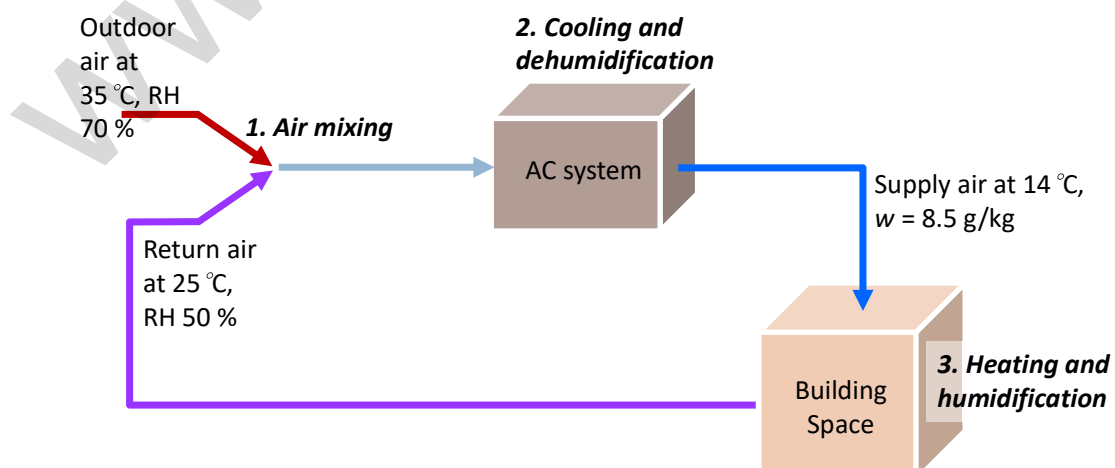 Outdoor
air at
35 ℃, RH
70 %
1. Air mixing
2. Cooling and
dehumidification
AC system
Supply air at 14 ℃,
w = 8.5 g/kg
Return air
at 25 ℃,
RH 50 %
Building
Space
3. Heating and
humidification